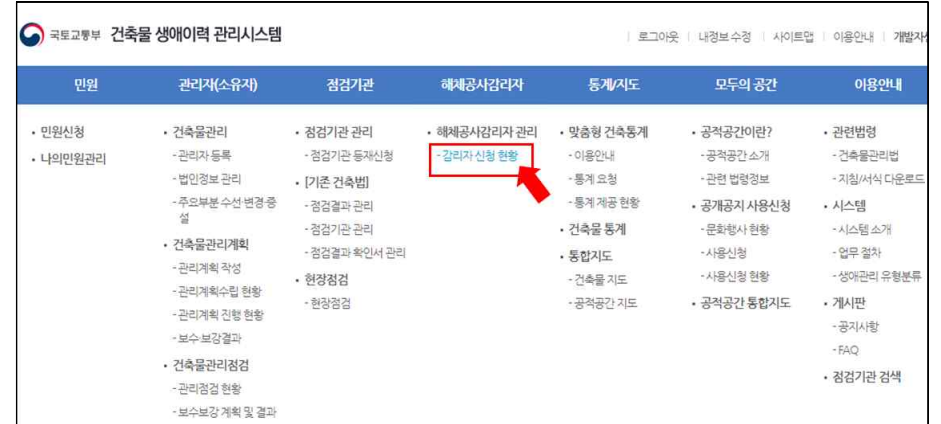 국토교통부 건축물 생애이력 관리시스템
로그아웃 | 내정보 수정 | 사이트맵 | 이용안내 | 개발자
민원
관리자(소유자)
점검기관
해체공사감리자
통계/지도
모두의 공간
이용안내
• 민원신청
• 나의민원관리
• 건축물관리
- 관리자 등록
- 법인정보 관리
- 주요부분 수선·변경·증
설
• 건축물관리계획
- 관리계획 작성
- 관리계획수립 현황
- 관리계획 진행 현황
- 보수·보강결과
• 건축물관리점검
- 관리점검 현황
- 보수보강 계획 및 결과
• 점검기관 관리
- 점검기관 등재신청
• [기존 건축법]
- 점검결과 관리
- 점검기관 관리
- 점검결과 확인서 관리
• 현장점검
- 현장점검
• 해체공사감리자 관리
- 감리자 신청 현황
• 맞춤형 건축통계
- 이용안내
- 통계 요청
- 통계 제공 현황
• 건축물 통계
• 통합지도
- 건축물 지도
- 공적공간 지도
• 공적공간이란?
- 공적공간 소개
- 관련 법령정보
• 공개공지 사용신청
- 문화행사 현황
- 사용신청
- 사용신청 현황
• 공적공간 통합지도
• 관련법령
- 건축물관리법
- 지침/서식 다운로드
• 시스템
- 시스템 소개
- 업무 절차
- 생애관리 유형분류
• 게시판
- 공지사항
- FAQ
• 점검기관 검색